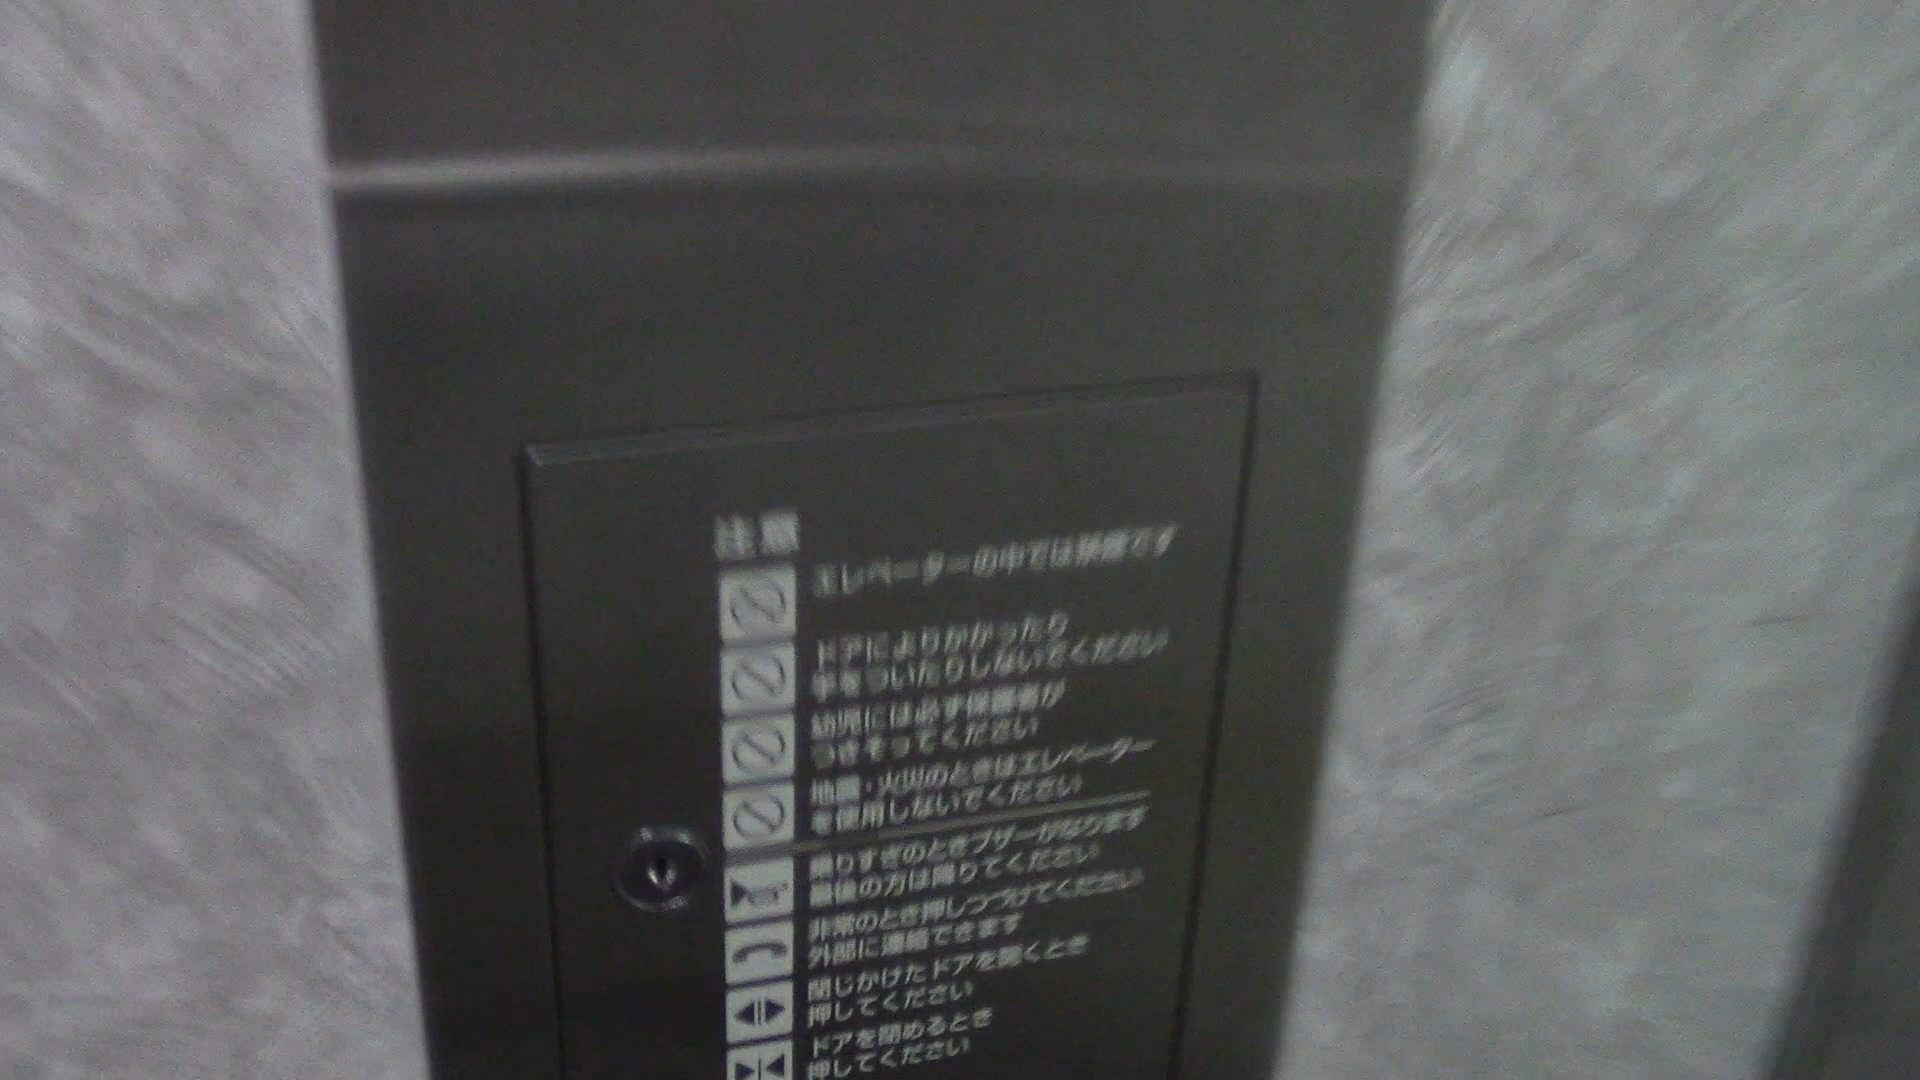 注意
エレベーターの中では禁煙です
ドアによりかかったり
手をついたりしないでください
幼児には必ず保護者が
つきそってください
地震・火災のときはエレベーター
を使用しないでください
乗りすぎのときブザーがなります
最後の方は降りてください
非常のとき押しつづけてください
外部に連絡できます
閉じかけたドアを開くとき
押してください
ドアを閉めるとき
押してください